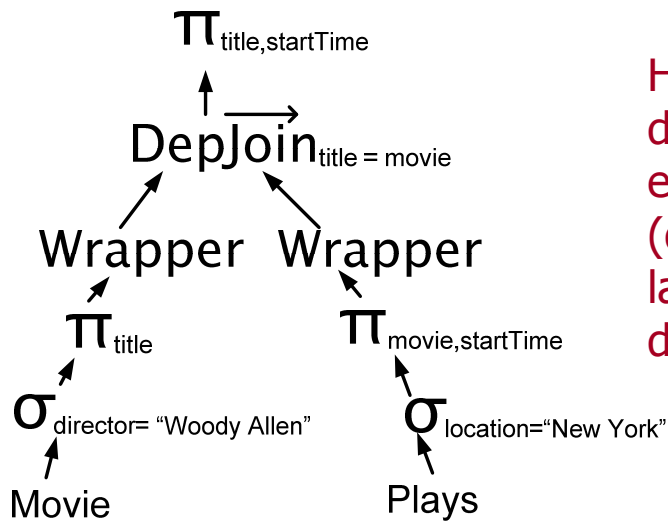 π title,startTime
DepJoin title = movie
Wrapper Wrapper
π title
π movie,startTime
σ director= “Woody Allen”
σ location=“New York”
Movie
Plays